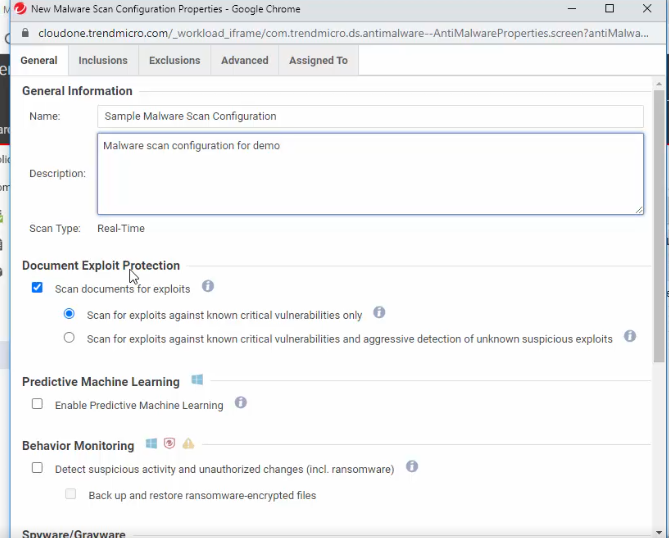 New Malware Scan Configuration Properties - Google Chrome
cloudone.trendmicro.com/_workload_iframe/com.trendmicro.ds.antimalware--AntiMalwareProperties.screen?antiMalwa...
General Inclusions Exclusions Advanced Assigned To
General Information
Name: Sample Malware Scan Configuration
Malware scan configuration for demo
Description:
Scan Type: Real-Time
Document Exploit Protection
Scan documents for exploits
Scan for exploits against known critical vulnerabilities only
Scan for exploits against known critical vulnerabilities and aggressive detection of unknown suspicious exploits
Predictive Machine Learning
Enable Predictive Machine Learning
Behavior Monitoring
Detect suspicious activity and unauthorized changes (incl. ransomware)
Back up and restore ransomware-encrypted files
Spyware/Grayware